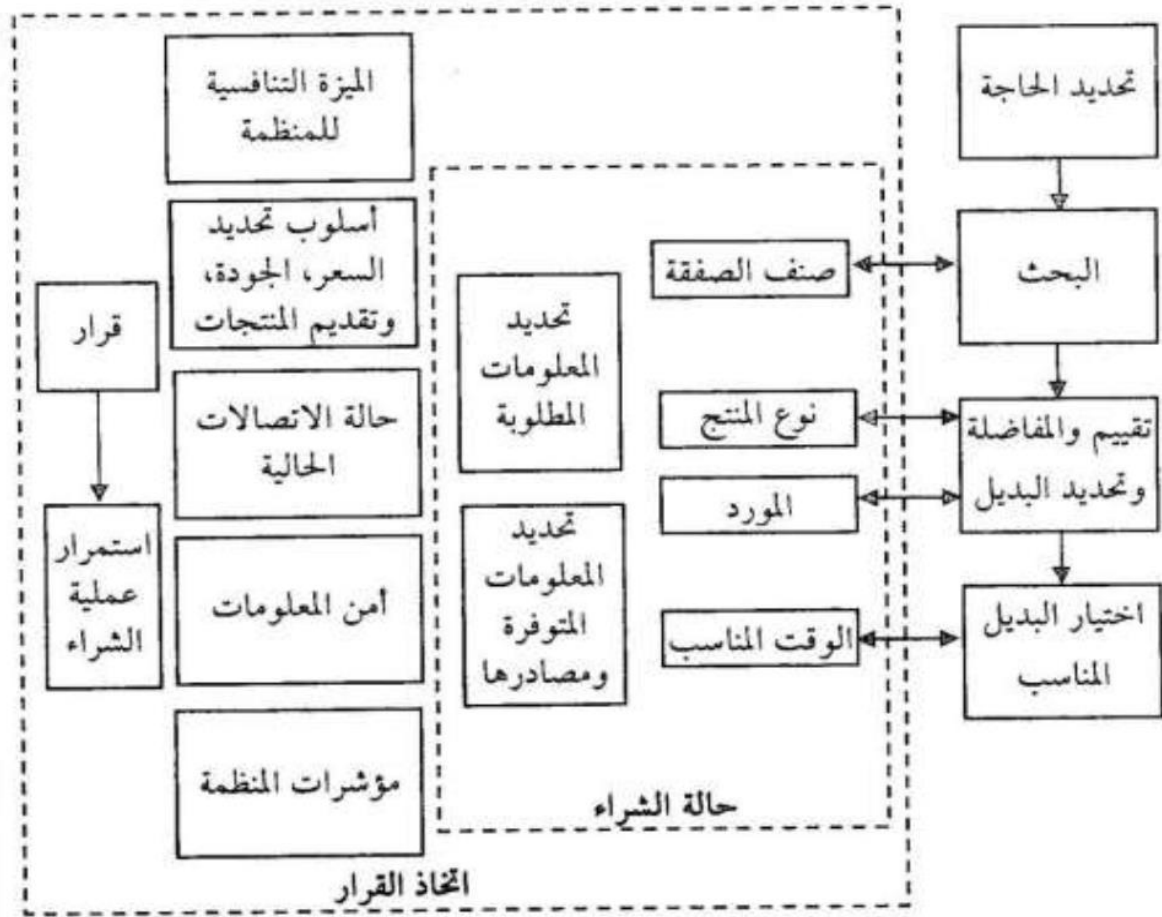 تحديد الحاجة
البحث
تقييم والمفاضلة
وتحديد البديل
اختيار البديل
المناسب
صنف الصفقة
نوع المنتج
المورد
الوقت المناسب
تحديد
المعلومات
المطلوبة
تحديد
المعلومات
المتوفرة
ومصادرها
حالة الشراء
الميزة التنافسية
للمنظمة
أسلوب تحديد
السعر، الجودة،
وتقديم المنتجات
حالة الاتصالات
الحالية
أمن المعلومات
مؤشرات المنظمة
قرار
استمرار
عملية
الشراء
اتخاذ القرار